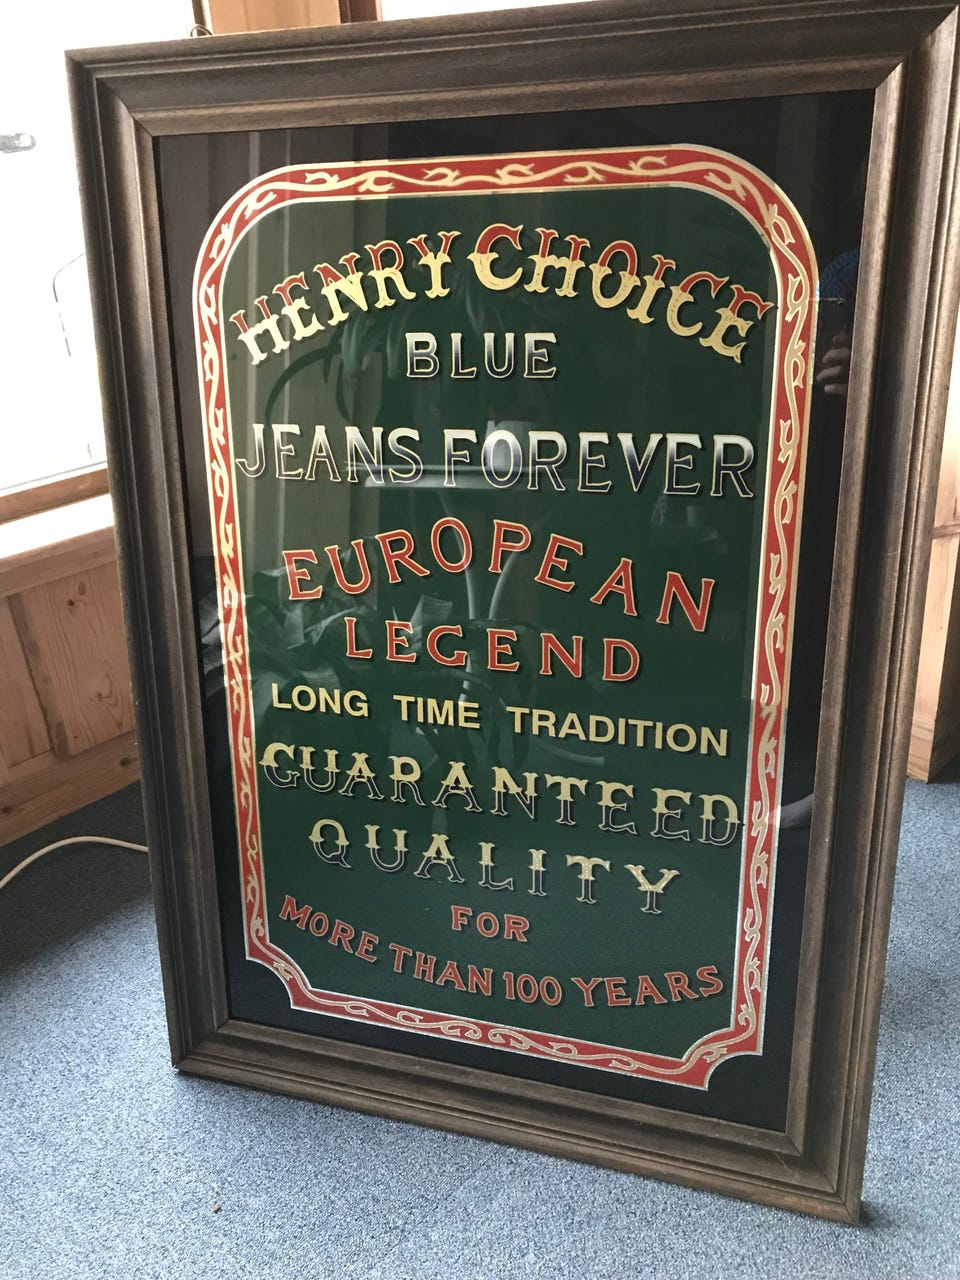 HENRY CHOICE
BLUE
JEANS FOREVER
EUROPEAN
LEGEND
LONG TIME TRADITION
GUARANTEED
QUALITY
FOR
MORE THAN 100 YEARS